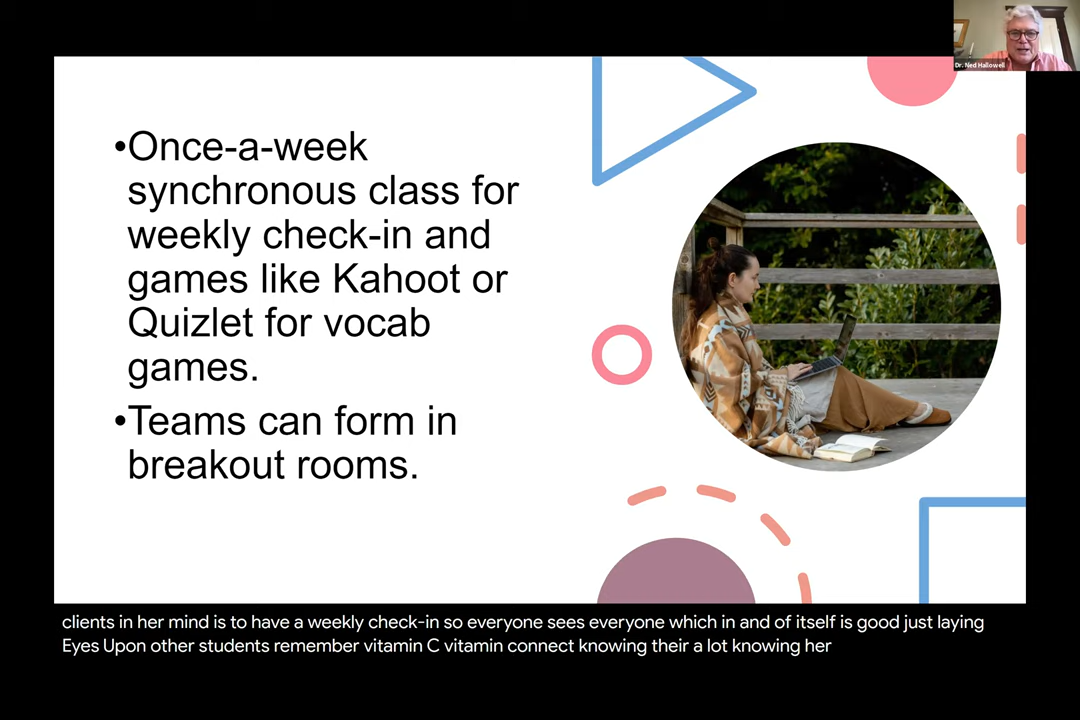 Dr. Ned Hallowell
•Once-a-week
synchronous class for
weekly check-in and
games like Kahoot or
Quizlet for vocab
games.
•Teams can form in
breakout rooms.
clients in her mind is to have a weekly check-in so everyone sees everyone which in and of itself is good just laying
Eyes Upon other students remember vitamin C vitamin connect knowing their a lot knowing her